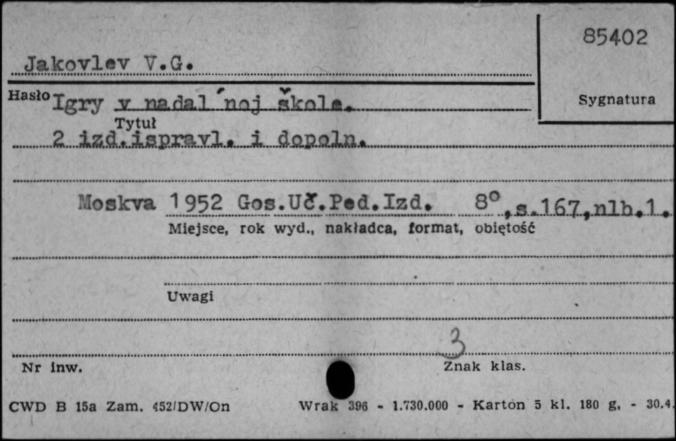 85402
Jakovlev V.G.
Hasło Igry v nadal´noj škole.
Sygnatura
Tytuł
2 izd.ispravl. i dopoln.
Moskva 1952 Gos.Uč.Ped.Izd. 8°,s.167,nlb.1.
Miejsce, rok wyd., nakładca, format, objętość
Uwagi
3
Nr inw.
Znak klas.
CWD B 15a Zam. 452/DW/On Wrak 396 - 1.730.000 - Karton 5 kl. 180 g. - 30.4.